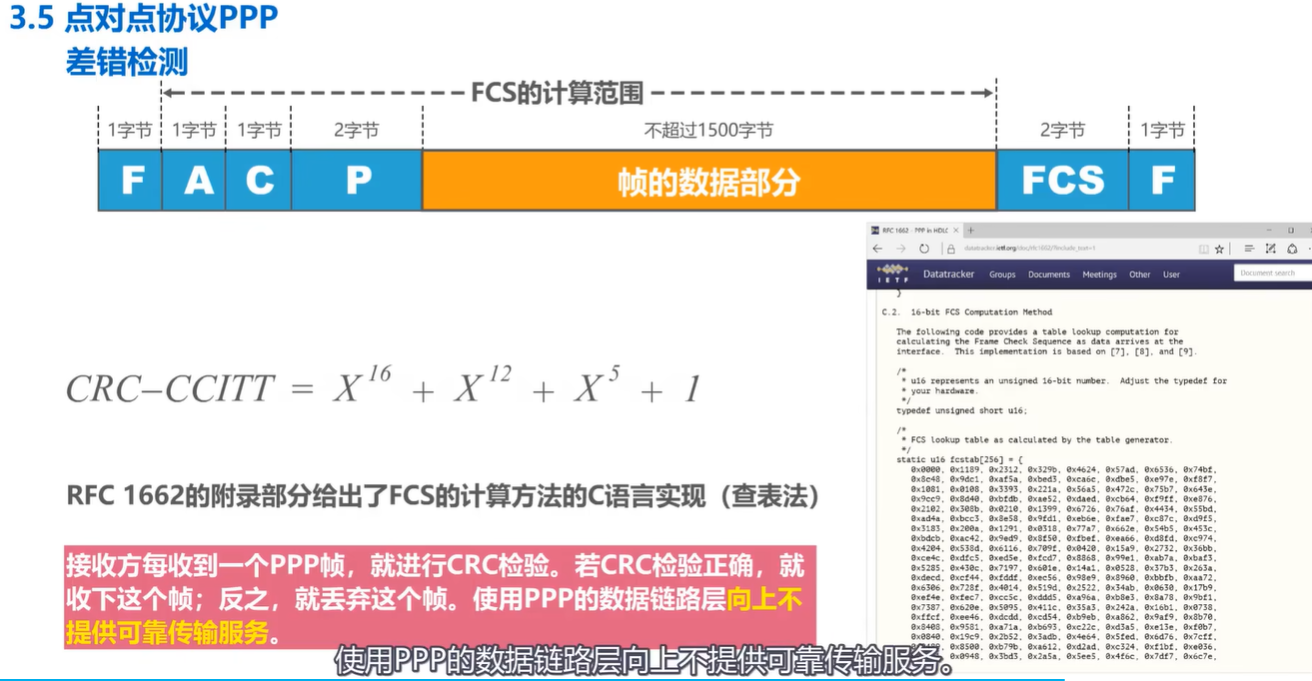 3.5 点对点协议PPP
差错检测
FCS的计算范围
1字节 1字节 1字节 2字节 不超过1500字节 2字节 1字节
F A C P 帧的数据部分 FCS F
RFC 1662 - PPP in HDLC
datatracker.ietf.org/doc/rfc1662/?include_text=1
IETF Datatracker Groups Documents Meetings Other User Document search
}
C.2. 16-bit FCS Computation Method
The following code provides a table lookup computation for
calculating the Frame Check Sequence as data arrives at the
interface. This implementation is based on [7], [8], and [9].
/*
* u16 represents an unsigned 16-bit number. Adjust the typedef for
* your hardware.
*/
typedef unsigned short u16;
/*
* FCS lookup table as calculated by the table generator.
*/
static u16 fcstab[256] = {
0x0000, 0x1189, 0x2312, 0x329b, 0x4624, 0x57ad, 0x6536, 0x74bf,
0x8c48, 0x9dc1, 0xaf5a, 0xbed3, 0xca6c, 0xdbe5, 0xe97e, 0xf8f7,
0x1081, 0x0108, 0x3393, 0x221a, 0x56a5, 0x472c, 0x75b7, 0x643e,
0x9cc9, 0x8d40, 0xbfdb, 0xae52, 0xdaed, 0xcb64, 0xf9ff, 0xe876,
0x2102, 0x308b, 0x0210, 0x1399, 0x6726, 0x76af, 0x4434, 0x55bd,
0xad4a, 0xbcc3, 0x8e58, 0x9fd1, 0xeb6e, 0xfae7, 0xc87c, 0xd9f5,
0x3183, 0x200a, 0x1291, 0x0318, 0x77a7, 0x662e, 0x54b5, 0x453c,
0xbdcb, 0xac42, 0x9ed9, 0x8f50, 0xfbef, 0xea66, 0xd8fd, 0xc974,
0x4204, 0x538d, 0x6116, 0x709f, 0x0420, 0x15a9, 0x2732, 0x36bb,
0xce4c, 0xdfc5, 0xed5e, 0xfcd7, 0x8868, 0x99e1, 0xab7a, 0xbaf3,
0x5285, 0x430c, 0x7197, 0x601e, 0x14a1, 0x0528, 0x37b3, 0x263a,
0xdecd, 0xcf44, 0xfddf, 0xec56, 0x98e9, 0x8960, 0xbbfb, 0xaa72,
0x6306, 0x728f, 0x4014, 0x519d, 0x2522, 0x34ab, 0x0630, 0x17b9,
0xef4e, 0xfec7, 0xcc5c, 0xddd5, 0xa96a, 0xb8e3, 0x8a78, 0x9bf1,
0x7387, 0x620e, 0x5095, 0x411c, 0x35a3, 0x242a, 0x16b1, 0x0738,
0xffcf, 0xee46, 0xdcdd, 0xcd54, 0xb9eb, 0xa862, 0x9af9, 0x8b70,
0x8408, 0x9581, 0xa71a, 0xb693, 0xc22c, 0xd3a5, 0xe13e, 0xf0b7,
0x0840, 0x19c9, 0x2b52, 0x3adb, 0x4e64, 0x5fed, 0x6d76, 0x7cff,
0x8500, 0xb79b, 0xa612, 0xd2ad, 0xc324, 0xf1bf, 0xe036,
0x0948, 0x3bd3, 0x2a5a, 0x5ee5, 0x4f6c, 0x7df7, 0x6c7e,
CRC–CCITT = X^16 + X^12 + X^5 + 1
RFC 1662的附录部分给出了FCS的计算方法的C语言实现（查表法）
接收方每收到一个PPP帧，就进行CRC检验。若CRC检验正确，就
收下这个帧；反之，就丢弃这个帧。使用PPP的数据链路层向上不
提供可靠传输服务。
使用PPP的数据链路层向上不提供可靠传输服务。